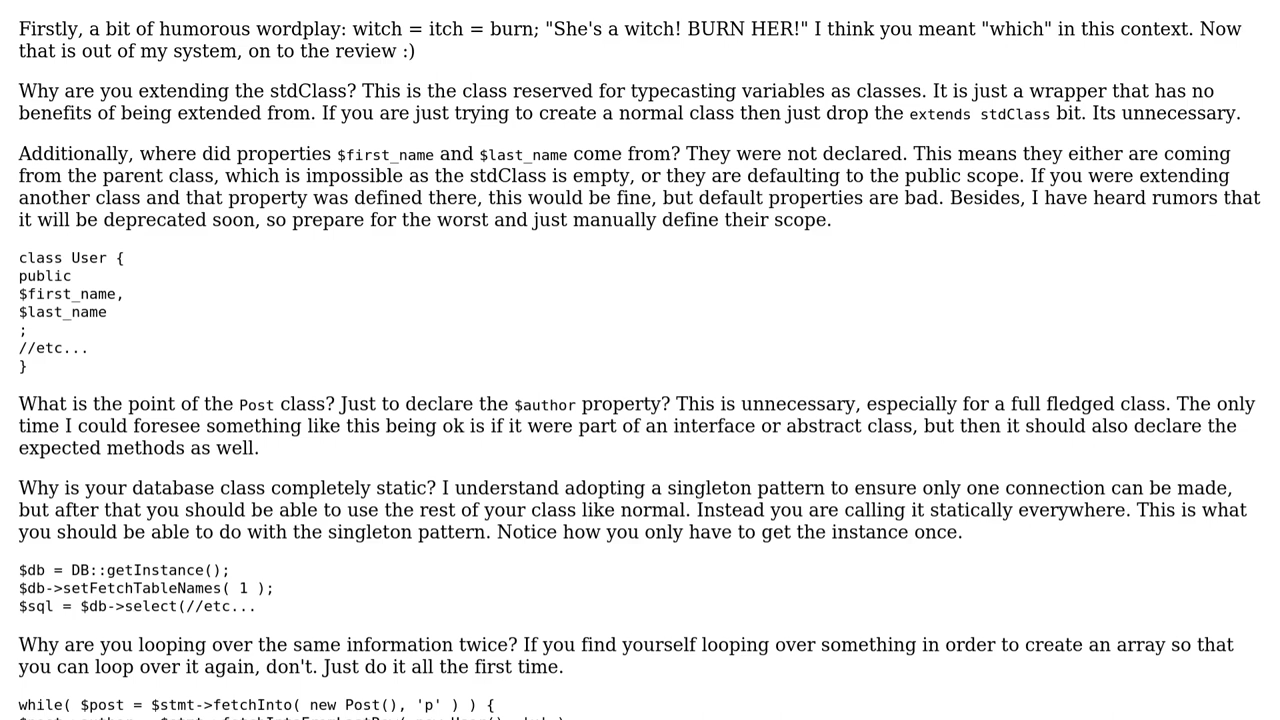 Firstly, a bit of humorous wordplay: witch = itch = burn; "She's a witch! BURN HER!" I think you meant "which" in this context. Now
that is out of my system, on to the review :)
Why are you extending the stdClass? This is the class reserved for typecasting variables as classes. It is just a wrapper that has no
benefits of being extended from. If you are just trying to create a normal class then just drop the extends stdClass bit. Its unnecessary.
Additionally, where did properties $first_name and $last_name come from? They were not declared. This means they either are coming
from the parent class, which is impossible as the stdClass is empty, or they are defaulting to the public scope. If you were extending
another class and that property was defined there, this would be fine, but default properties are bad. Besides, I have heard rumors that
it will be deprecated soon, so prepare for the worst and just manually define their scope.
class User {
public
$first_name,
$last_name
;
//etc...
}
What is the point of the Post class? Just to declare the $author property? This is unnecessary, especially for a full fledged class. The only
time I could foresee something like this being ok is if it were part of an interface or abstract class, but then it should also declare the
expected methods as well.
Why is your database class completely static? I understand adopting a singleton pattern to ensure only one connection can be made,
but after that you should be able to use the rest of your class like normal. Instead you are calling it statically everywhere. This is what
you should be able to do with the singleton pattern. Notice how you only have to get the instance once.
$db = DB::getInstance();
$db->setFetchTableNames( 1 );
$sql = $db->select(//etc...
Why are you looping over the same information twice? If you find yourself looping over something in order to create an array so that
you can loop over it again, don't. Just do it all the first time.
while( $post = $stmt->fetchInto( new Post(), 'p' ) ) {